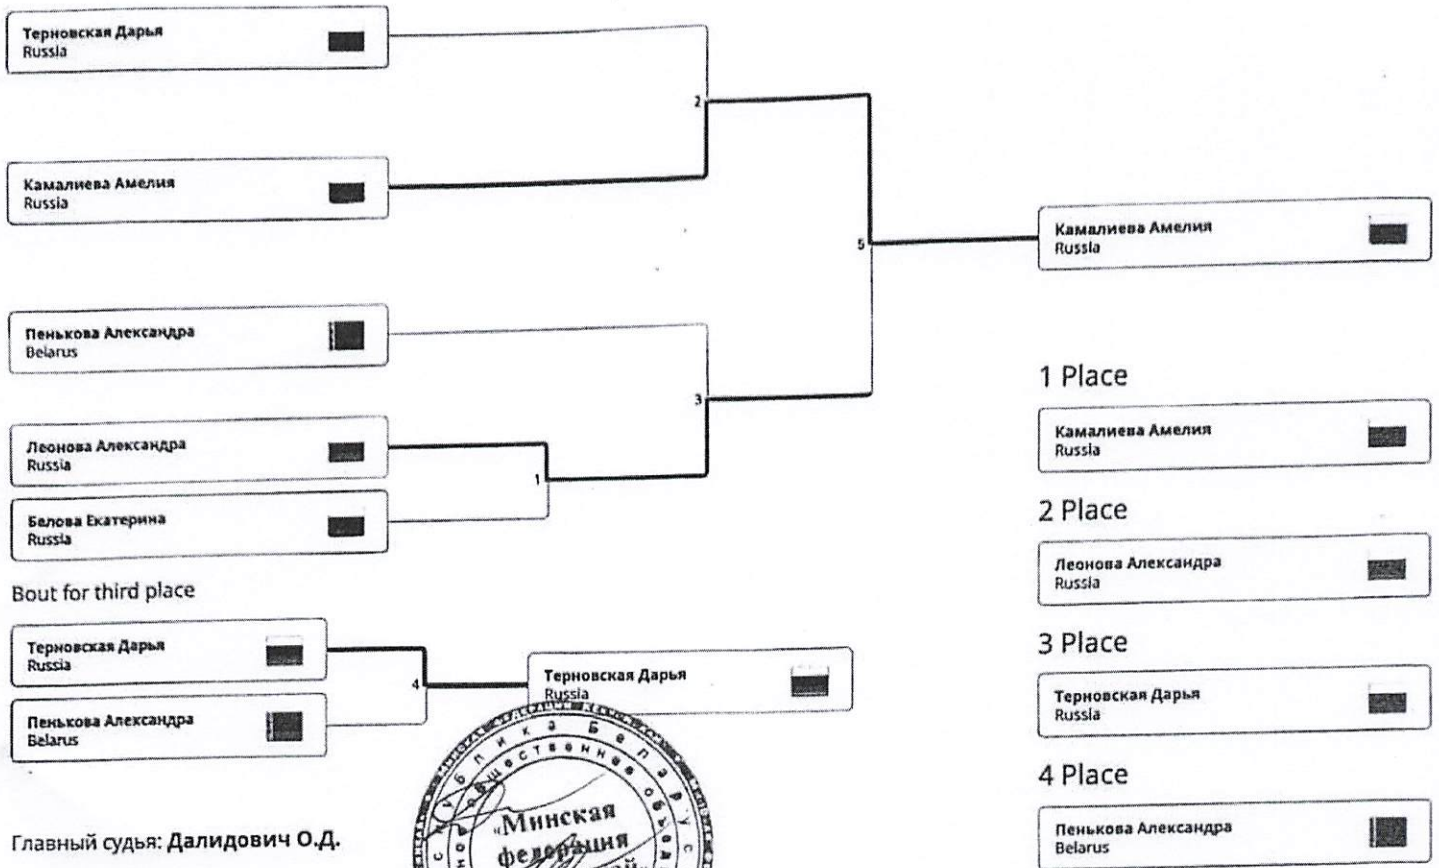 Терновская Дарья
Russia
Камалиева Амелия
Russia
Пенькова Александра
Belarus
Леонова Александра
Russia
Белова Екатерина
Russia
2
3
1
5
Камалиева Амелия
Russia
Bout for third place
Терновская Дарья
Russia
Пенькова Александра
Belarus
4
Терновская Дарья
Russia
1 Place
Камалиева Амелия
Russia
2 Place
Леонова Александра
Russia
3 Place
Терновская Дарья
Russia
4 Place
Пенькова Александра
Belarus
Главный судья: Далидович О.Д.
Беларус
общественное объед
«Минская
федерация